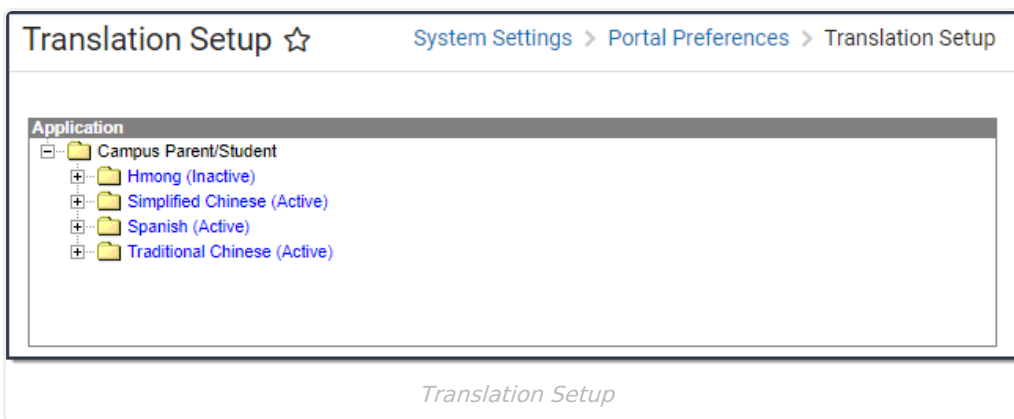 Translation Setup ☆ System Settings > Portal Preferences > Translation Setup
Application
Campus Parent/Student
Hmong (Inactive)
Simplified Chinese (Active)
Spanish (Active)
Traditional Chinese (Active)
Translation Setup